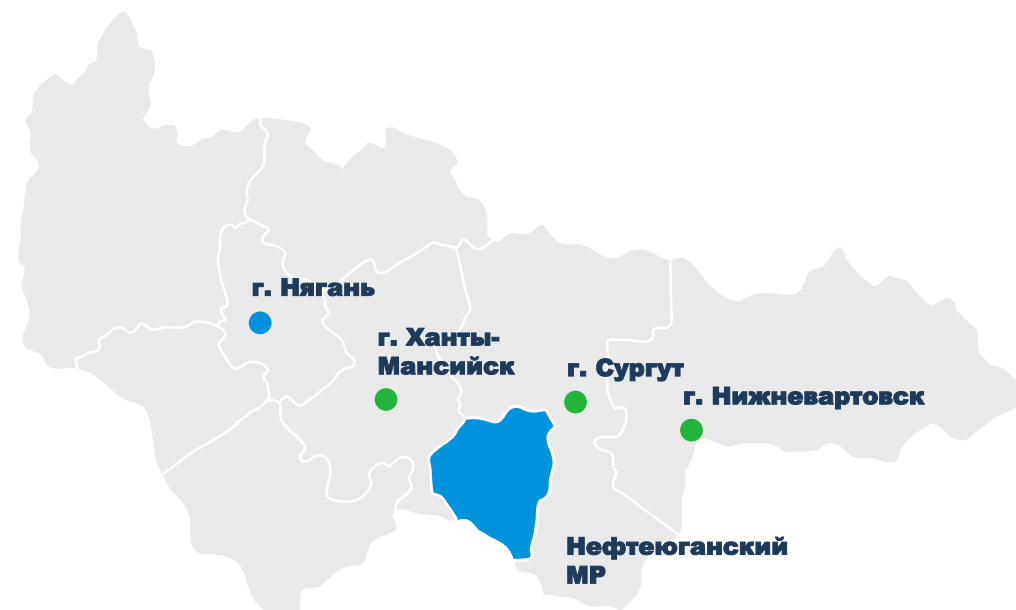 г. Нягань
г. Ханты-
Мансийск
г. Сургут
г. Нижневартовск
Нефтеюганский
МР